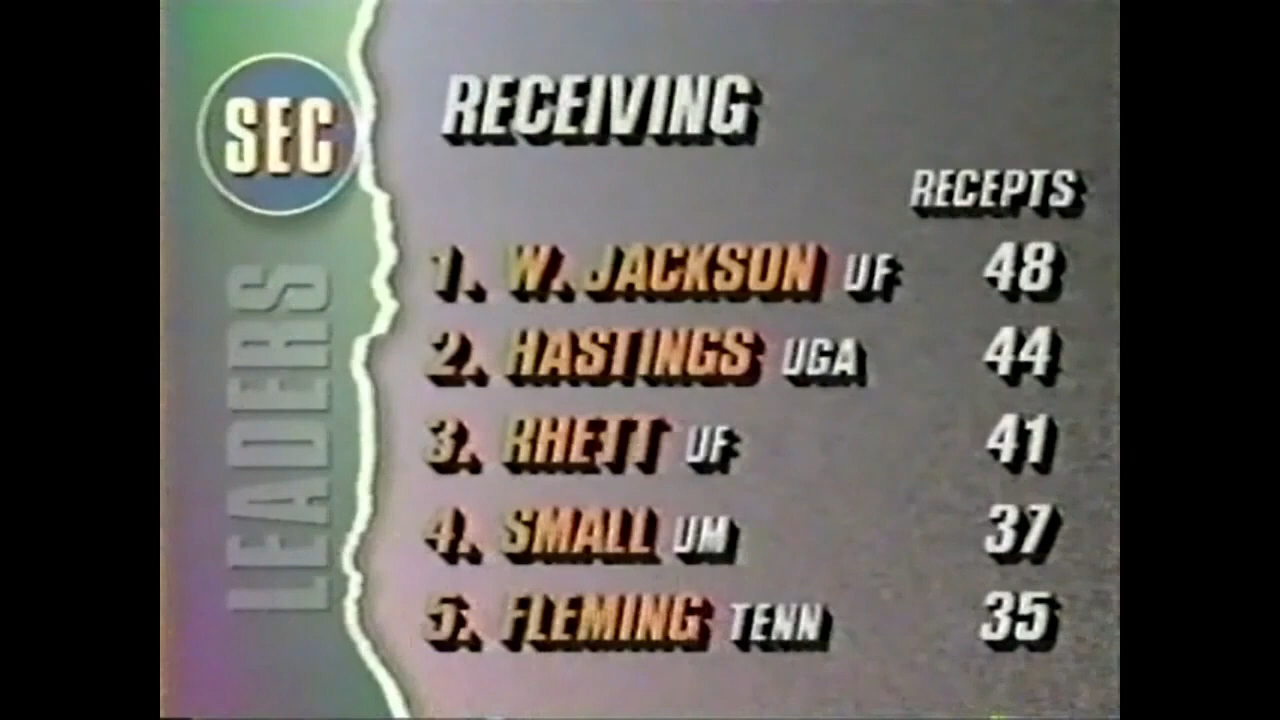 SEC
LEADERS
RECEIVING
RECEPTS
1. W. JACKSON UF 48
2. HASTINGS UGA 44
3. RHETT UF 41
4. SMALL UM 37
5. FLEMING TENN 35